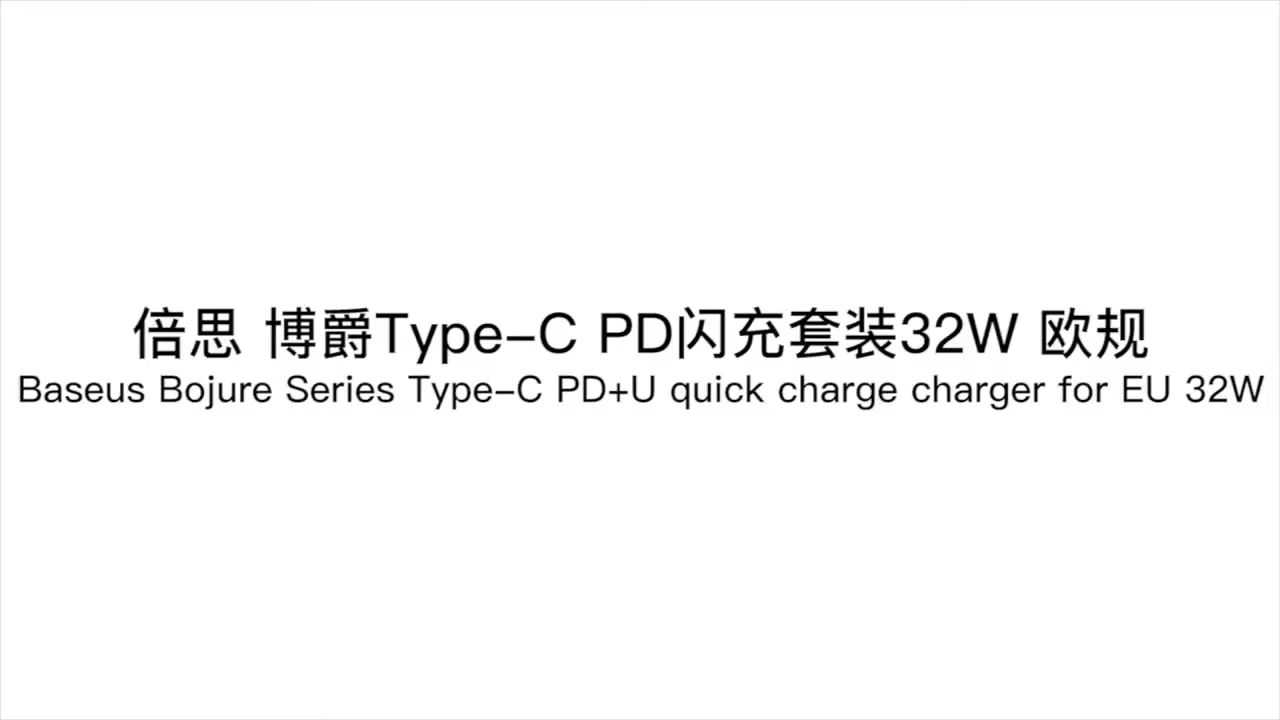 倍思 博爵Type-C PD闪充套装32W 欧规
Baseus Bojure Series Type-C PD+U quick charge charger for EU 32W